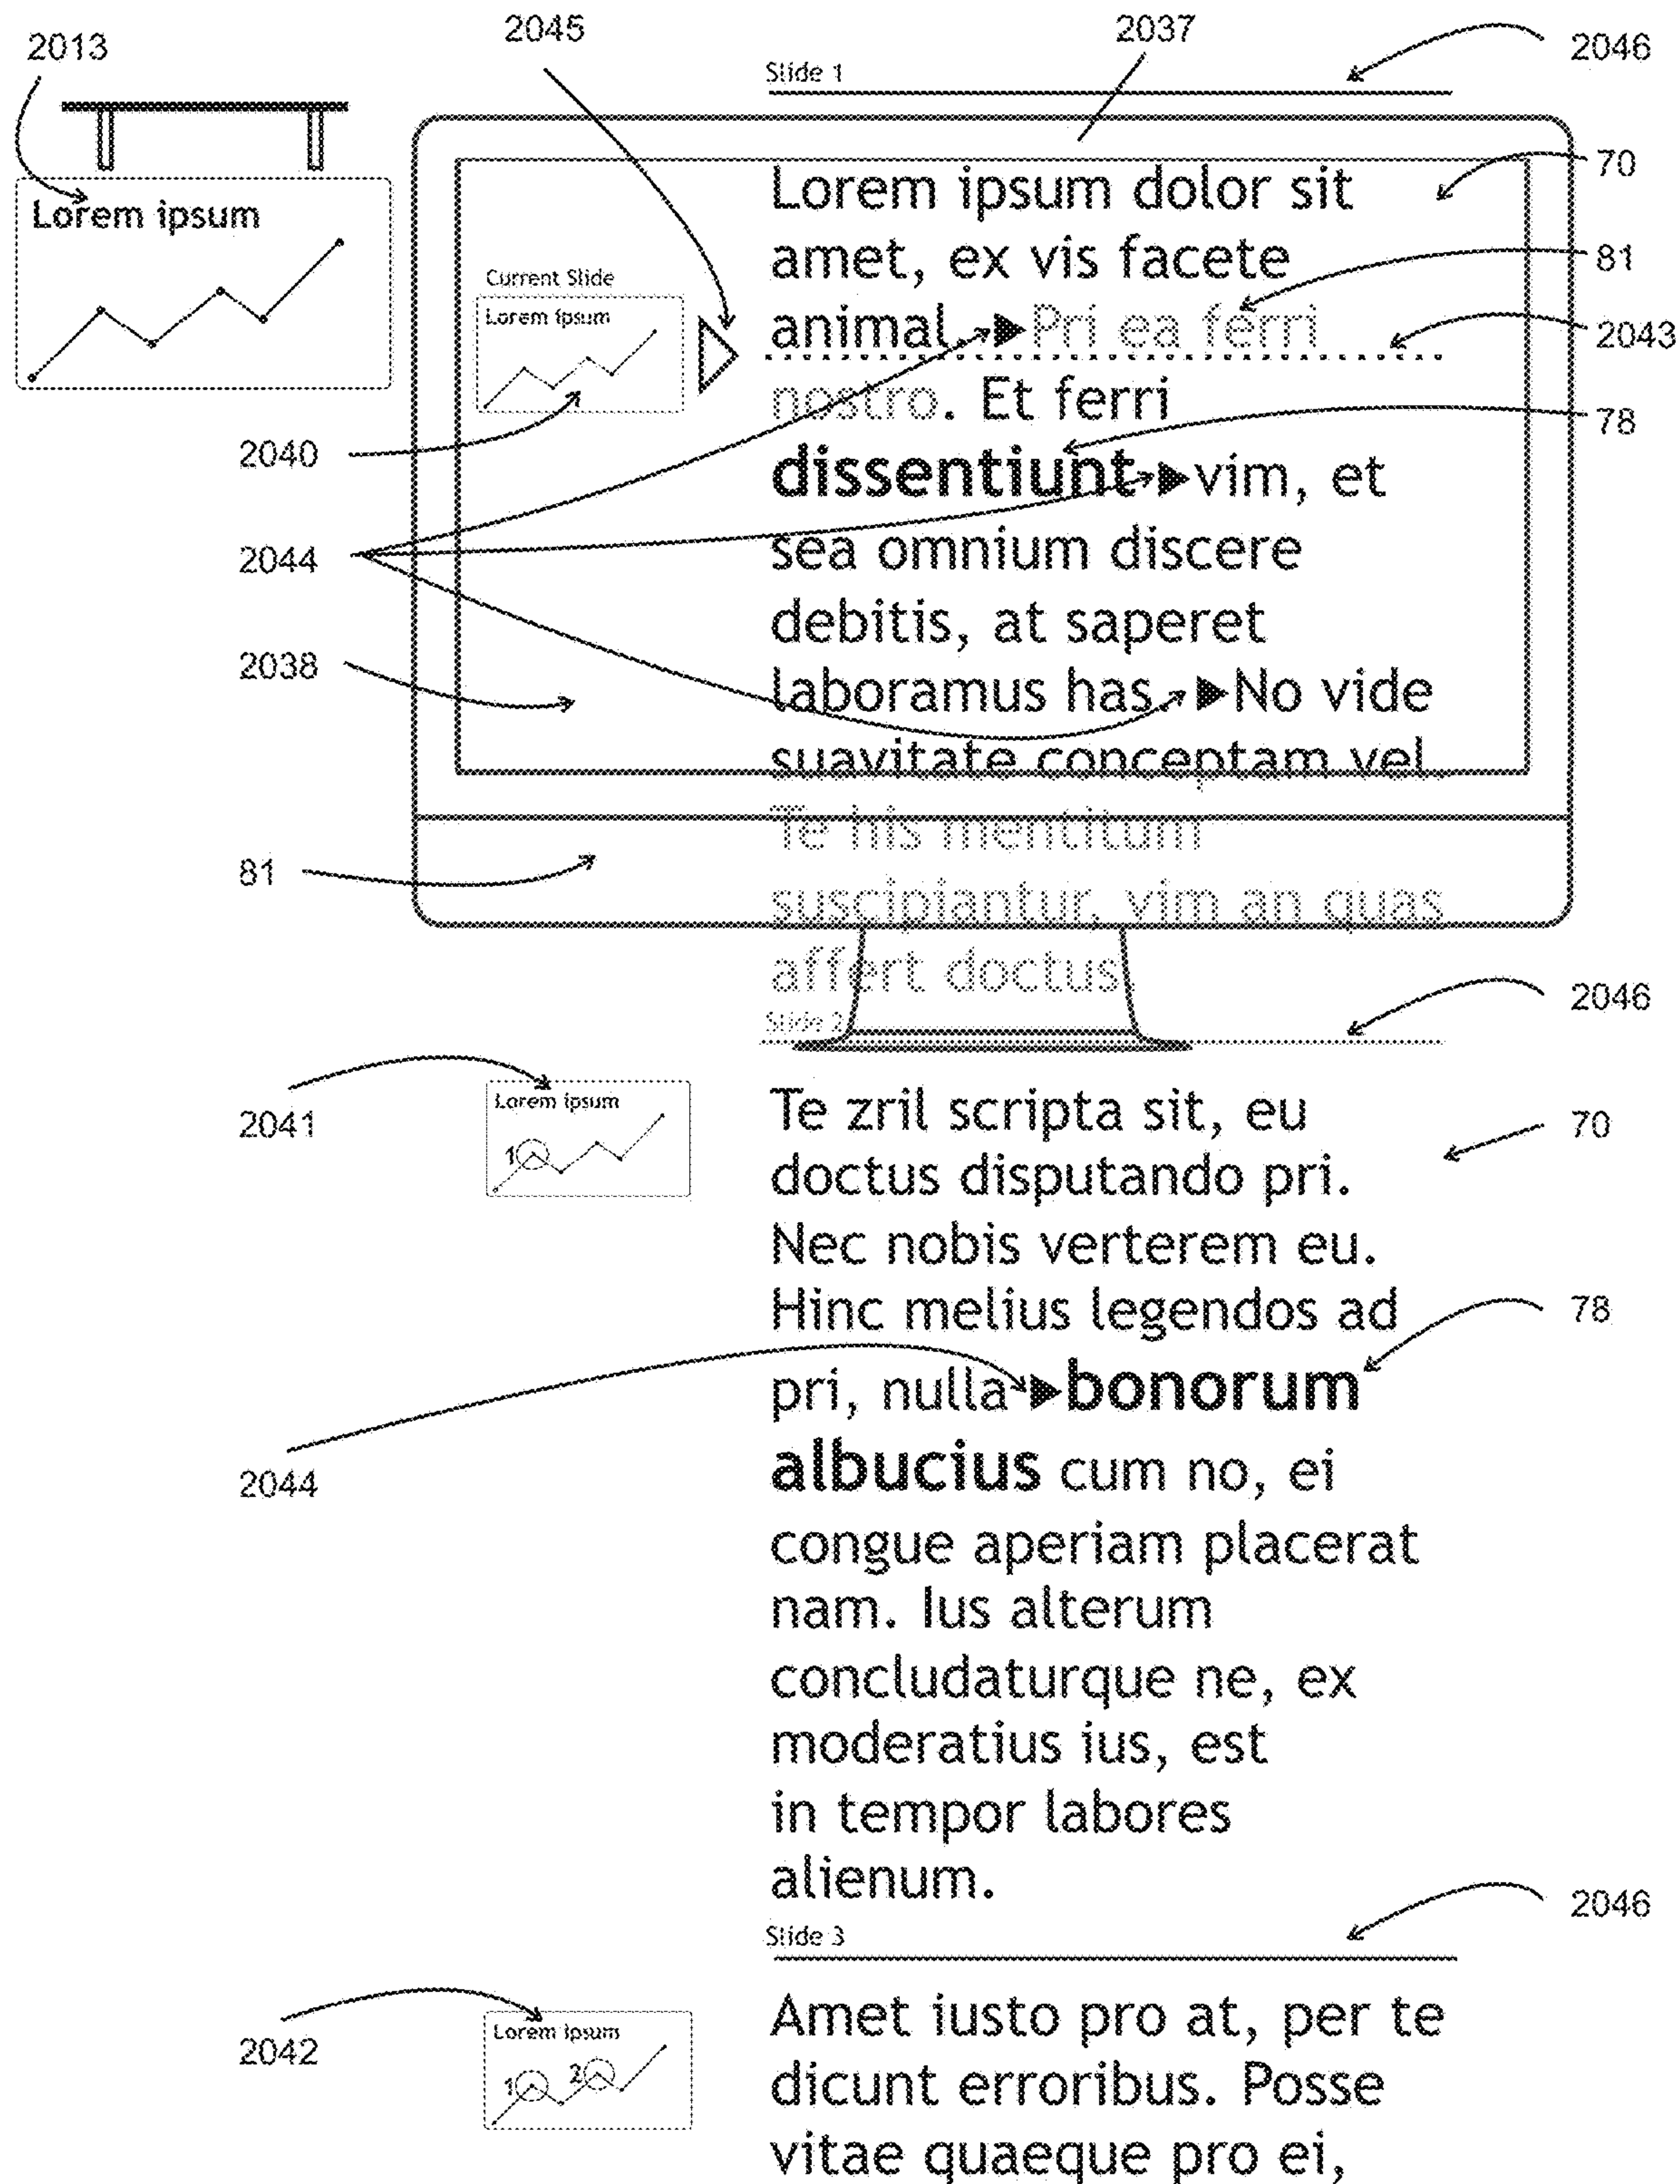 2013
2045
2037
2046
Slide 1
70
Lorem ipsum
Lorem ipsum dolor sit
amet, ex vis facete
81
Current Slide
Lorem ipsum
animal. Pri ea ferri
2043
nostro. Et ferri
78
2040
dissentiunt vim, et
2044
sea omnium discere
debitis, at saperet
2038
laboramus has. No vide
suavitate conceptam vel.
Te his mentitum
81
suscipiantur, vim an quas
affert doctus.
2046
Slide 2
2041
Lorem ipsum
1
Te zril scripta sit, eu
70
doctus disputando pri.
Nec nobis verterem eu.
Hinc melius legendos ad
78
pri, nulla bonorum
2044
albucius cum no, ei
congue aperiam placerat
nam. Ius alterum
concludaturque ne, ex
moderatius ius, est
in tempor labores
alienum.
2046
Slide 3
2042
Lorem ipsum
1 2
Amet iusto pro at, per te
dicunt erroribus. Posse
vitae quaeque pro ei,